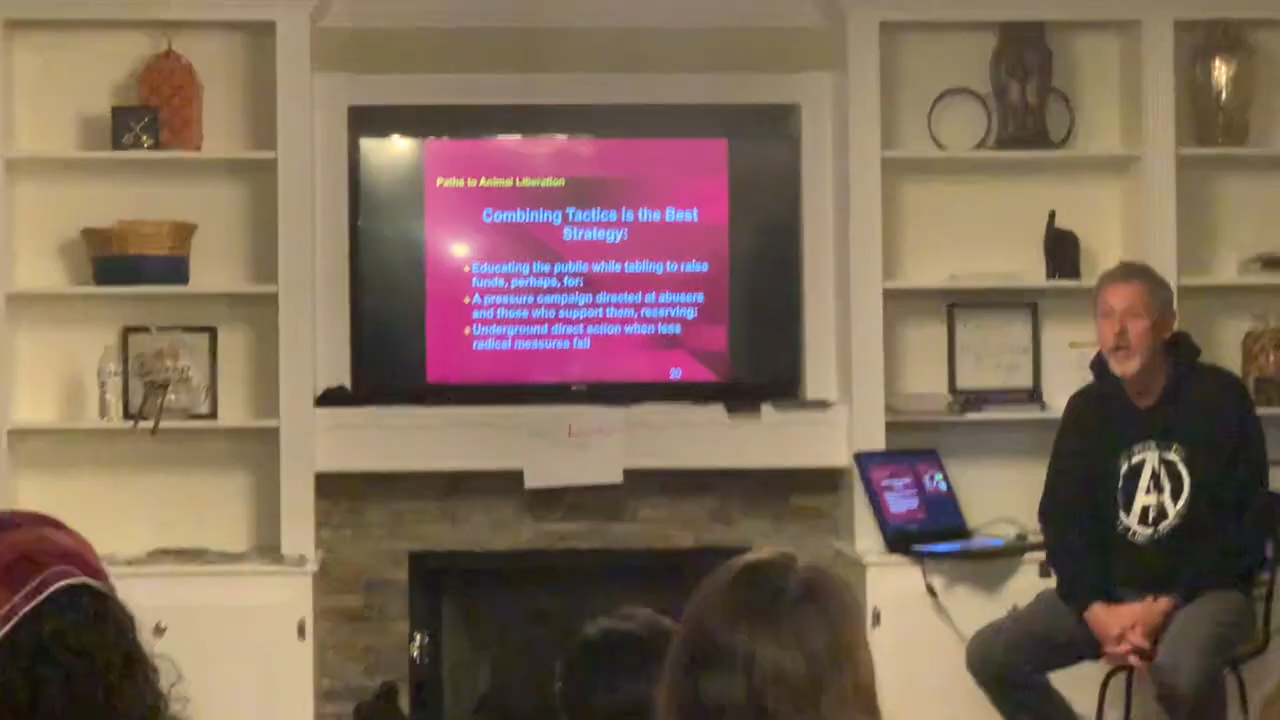 Paths to Animal Liberation
Combining Tactics is the Best
Strategy:
Educating the public while tabling to raise
funds, perhaps, for:
A pressure campaign directed at abusers
and those who support them, reserving:
Underground direct action when less
radical measures fail
20